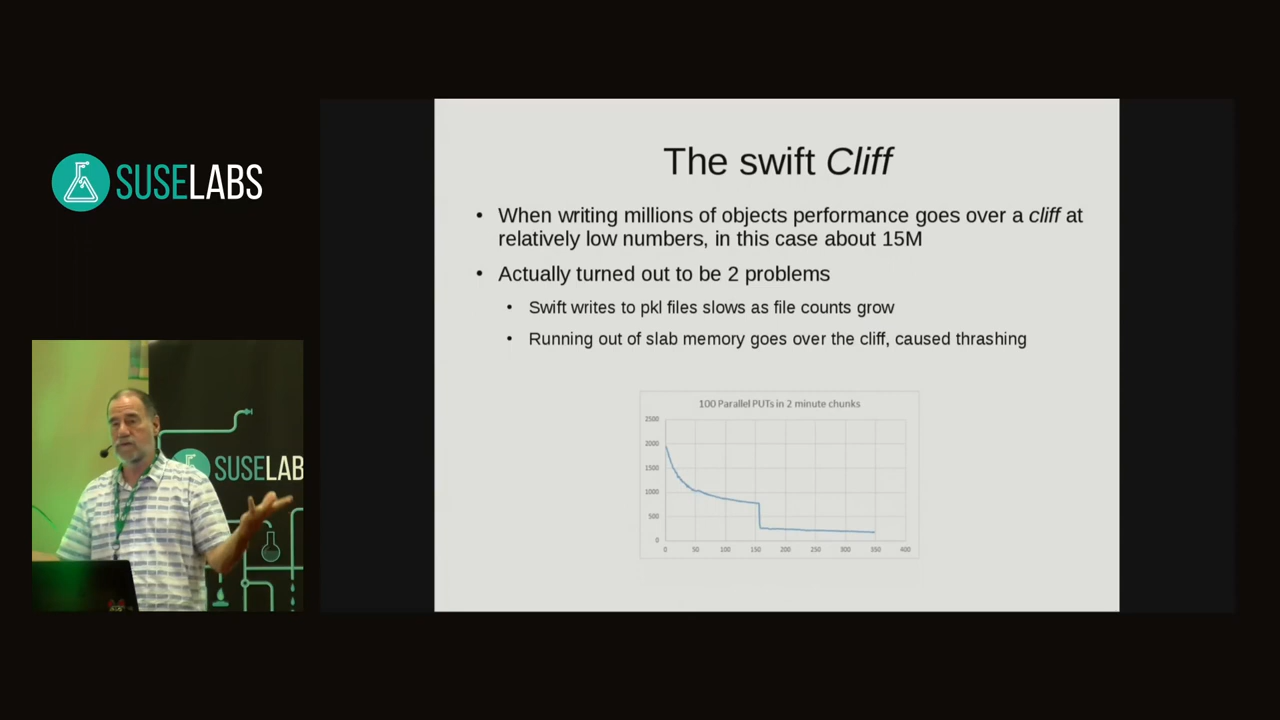 SUSELABS
The swift Cliff
• When writing millions of objects performance goes over a cliff at
relatively low numbers, in this case about 15M
• Actually turned out to be 2 problems
• Swift writes to pkl files slows as file counts grow
• Running out of slab memory goes over the cliff, caused thrashing
100 Parallel PUTs in 2 minute chunks
2500
2000
1500
1000
500
0
0 50 100 150 200 250 300 350 400
SUSELAB